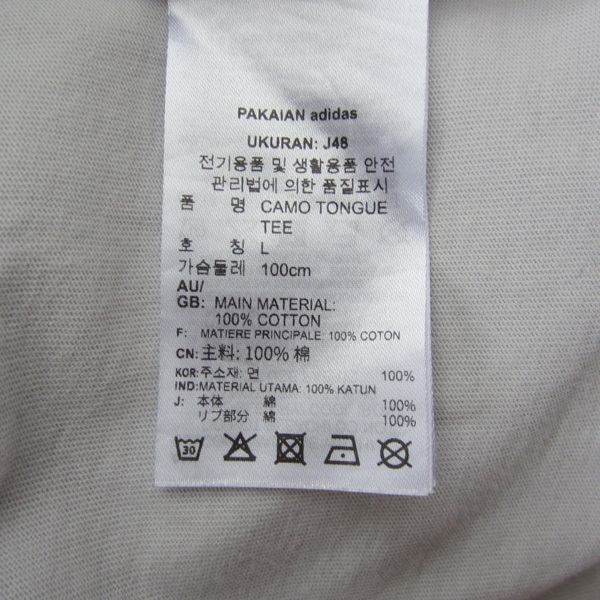 PAKAIAN adidas
UKURAN: J48
전기용품 및 생활용품 안전
관리법에 의한 품질표시
품 명 CAMO TONGUE
TEE
호 칭 L
가슴둘레 100cm
AU/
GB: MAIN MATERIAL:
100% COTTON
F: MATIERE PRINCIPALE: 100% COTON
CN: 主料: 100% 棉
KOR: 주소재: 면 100%
IND: MATERIAL UTAMA: 100% KATUN
J: 本体 綿 100%
リブ部分 綿 100%
30